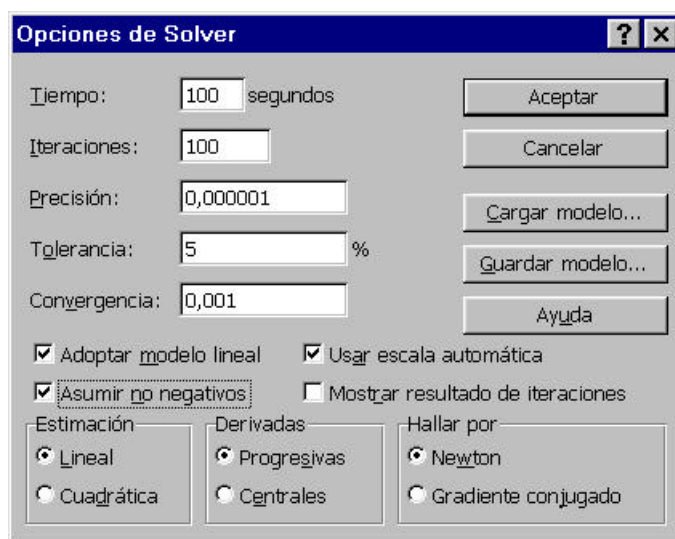 Opciones de Solver
Tiempo: 100 segundos
Aceptar
Iteraciones: 100
Cancelar
Precisión: 0,000001
Cargar modelo...
Tolerancia: 5 %
Guardar modelo...
Convergencia: 0,001
Ayuda
Adoptar modelo lineal
Usar escala automática
Asumir no negativos
Mostrar resultado de iteraciones
Estimación
Lineal
Cuadrática
Derivadas
Progresivas
Centrales
Hallar por
Newton
Gradiente conjugado